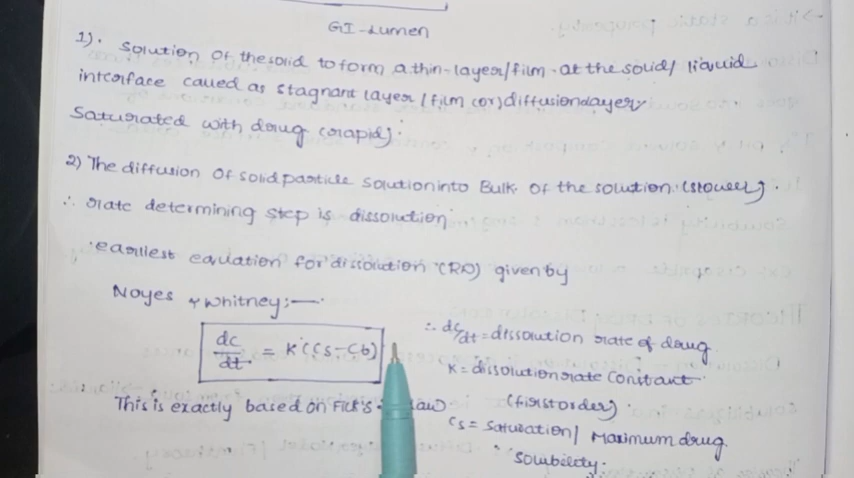 GI-Lumen
1). Solution of the solid to form a thin-layer/film at the solid/liquid
interface called as stagnant layer/film (or) diffusion layer
Saturated with drug (rapid).
2) The diffusion of solid particle solution into Bulk of the solution. (slower).
∴ rate determining step is dissolution
earliest equation for dissolution (RD) given by
Noyes & Whitney:—
dc/dt = K(Cs-Cb)
∴ dc/dt = dissolution rate of drug
K = dissolution rate constant
(first order)
This is exactly based on Fick's law
Cs = saturation/ Maximum drug
solubility.